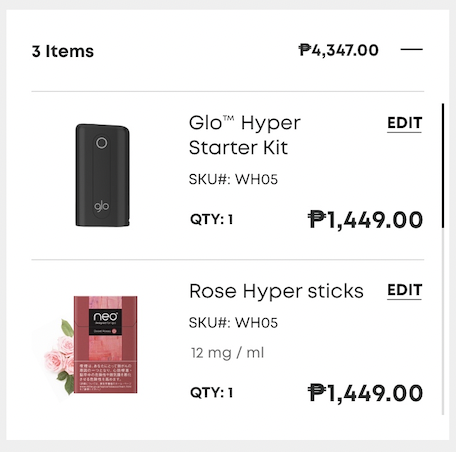 3 Items
₱4,347.00
Glo™ Hyper
Starter Kit
EDIT
SKU#: WH05
QTY: 1
₱1,449.00
glo
Rose Hyper sticks
EDIT
SKU#: WH05
12 mg / ml
QTY: 1
₱1,449.00
neo